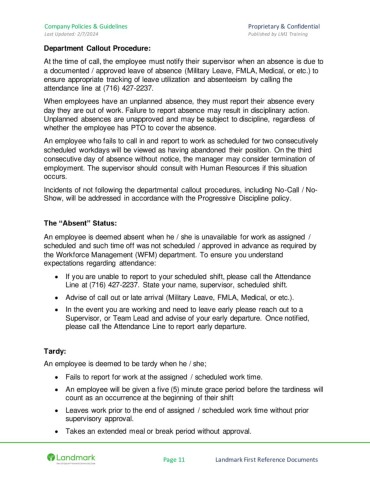 Company Policies & Guidelines
Proprietary & Confidential
Last Updated: 2/7/2024
Published by LM1 Training
Department Callout Procedure:
At the time of call, the employee must notify their supervisor when an absence is due to
a documented / approved leave of absence (Military Leave, FMLA, Medical, or etc.) to
ensure appropriate tracking of leave utilization and absenteeism by calling the
attendance line at (716) 427-2237.
When employees have an unplanned absence, they must report their absence every
day they are out of work. Failure to report absence may result in disciplinary action.
Unplanned absences are unapproved and may be subject to discipline, regardless of
whether the employee has PTO to cover the absence.
An employee who fails to call in and report to work as scheduled for two consecutively
scheduled workdays will be viewed as having abandoned their position. On the third
consecutive day of absence without notice, the manager may consider termination of
employment. The supervisor should consult with Human Resources if this situation
occurs.
Incidents of not following the departmental callout procedures, including No-Call / No-
Show, will be addressed in accordance with the Progressive Discipline policy.
The “Absent” Status:
An employee is deemed absent when he / she is unavailable for work as assigned /
scheduled and such time off was not scheduled / approved in advance as required by
the Workforce Management (WFM) department. To ensure you understand
expectations regarding attendance:
• If you are unable to report to your scheduled shift, please call the Attendance
Line at (716) 427-2237. State your name, supervisor, scheduled shift.
• Advise of call out or late arrival (Military Leave, FMLA, Medical, or etc.).
• In the event you are working and need to leave early please reach out to a
Supervisor, or Team Lead and advise of your early departure. Once notified,
please call the Attendance Line to report early departure.
Tardy:
An employee is deemed to be tardy when he / she;
• Fails to report for work at the assigned / scheduled work time.
• An employee will be given a five (5) minute grace period before the tardiness will
count as an occurrence at the beginning of their shift
• Leaves work prior to the end of assigned / scheduled work time without prior
supervisory approval.
• Takes an extended meal or break period without approval.
Landmark
Page 11
Landmark First Reference Documents